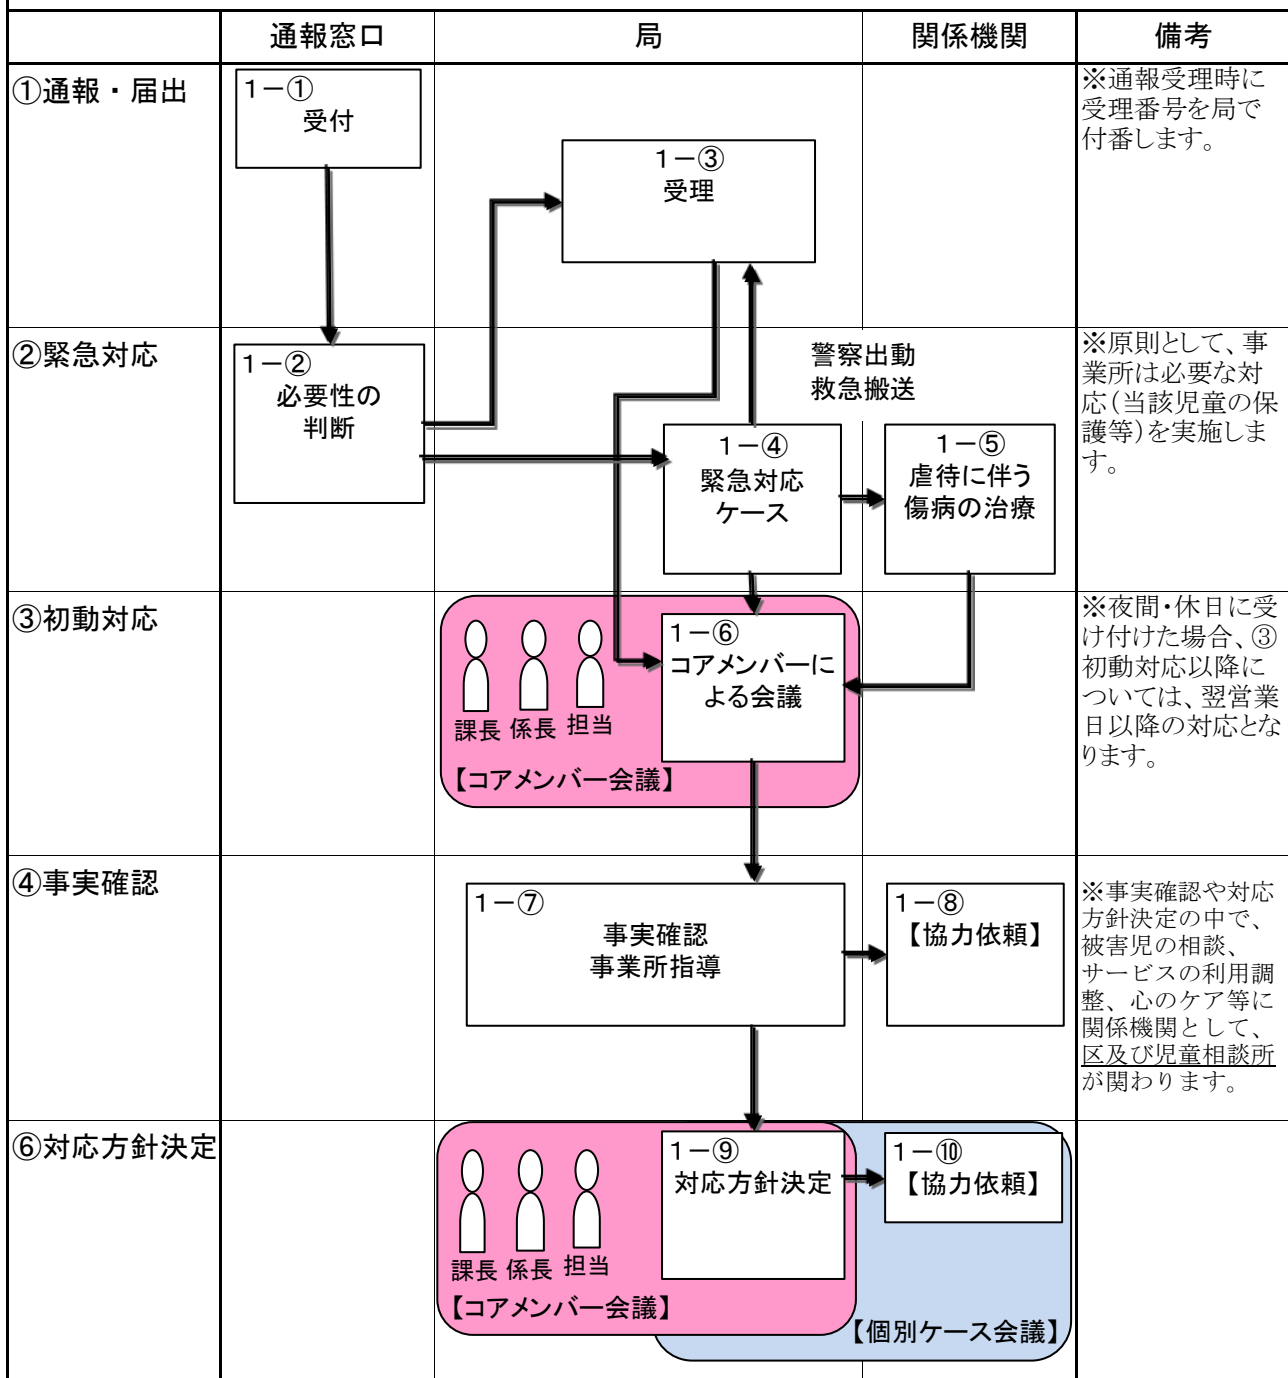 通報窓口
局
関係機関
備考
①通報・届出
1－①
受付
1－③
受理
※通報受理時に
受理番号を局で
付番します。
②緊急対応
1－②
必要性の
判断
警察出動
救急搬送
1－④
緊急対応
ケース
1－⑤
虐待に伴う
傷病の治療
※原則として、事
業所は必要な対
応（当該児童の保
護等）を実施しま
す。
③初動対応
課長
係長
担当
【コアメンバー会議】
1－⑥
コアメンバーに
よる会議
※夜間・休日に受
け付けた場合、③
初動対応以降に
ついては、翌営業
日以降の対応とな
ります。
④事実確認
1－⑦
事実確認
事業所指導
1－⑧
【協力依頼】
※事実確認や対応
方針決定の中で、
被害児の相談、
サービスの利用調
整、心のケア等に
関係機関として、
区及び児童相談所
が関わります。
⑥対応方針決定
課長
係長
担当
【コアメンバー会議】
1－⑨
対応方針決定
1－⑩
【協力依頼】
【個別ケース会議】